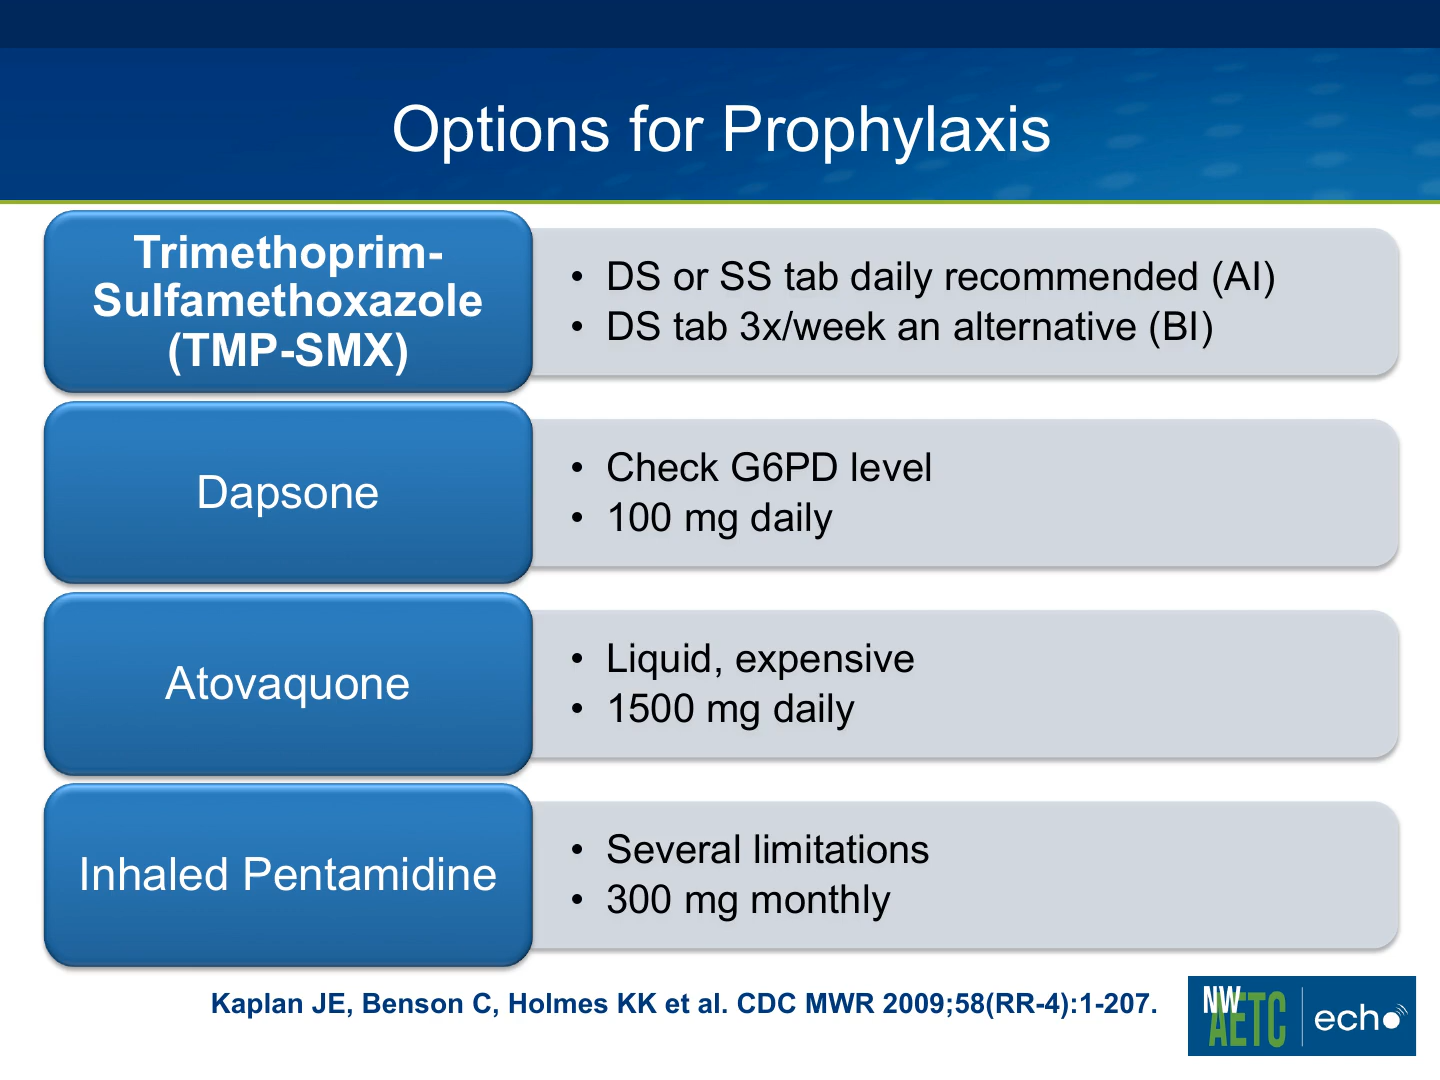 Options for Prophylaxis
Trimethoprim-
Sulfamethoxazole
(TMP-SMX)
• DS or SS tab daily recommended (AI)
• DS tab 3x/week an alternative (BI)
Dapsone
• Check G6PD level
• 100 mg daily
Atovaquone
• Liquid, expensive
• 1500 mg daily
Inhaled Pentamidine
• Several limitations
• 300 mg monthly
Kaplan JE, Benson C, Holmes KK et al. CDC MWR 2009;58(RR-4):1-207.
NW
AETC
echo